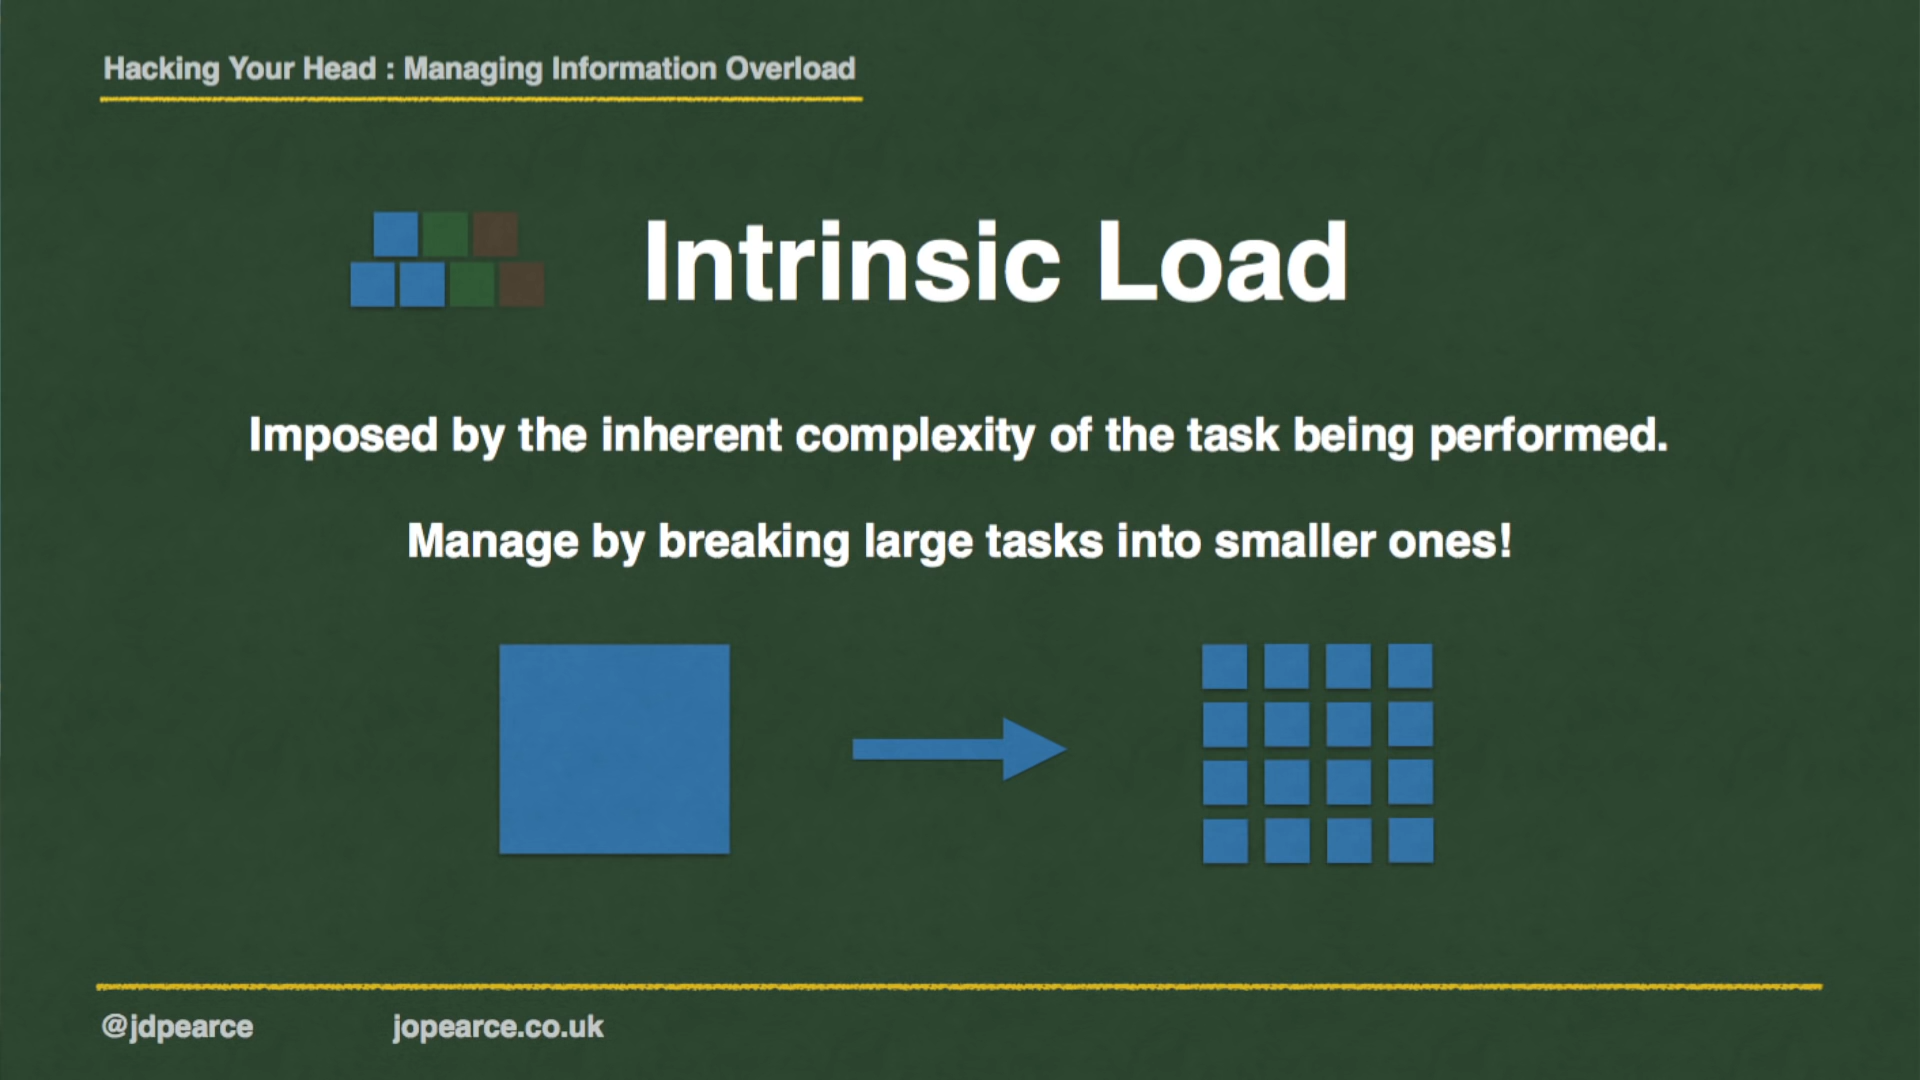 Hacking Your Head : Managing Information Overload
Intrinsic Load
Imposed by the inherent complexity of the task being performed.
Manage by breaking large tasks into smaller ones!
@jdpearce jopearce.co.uk